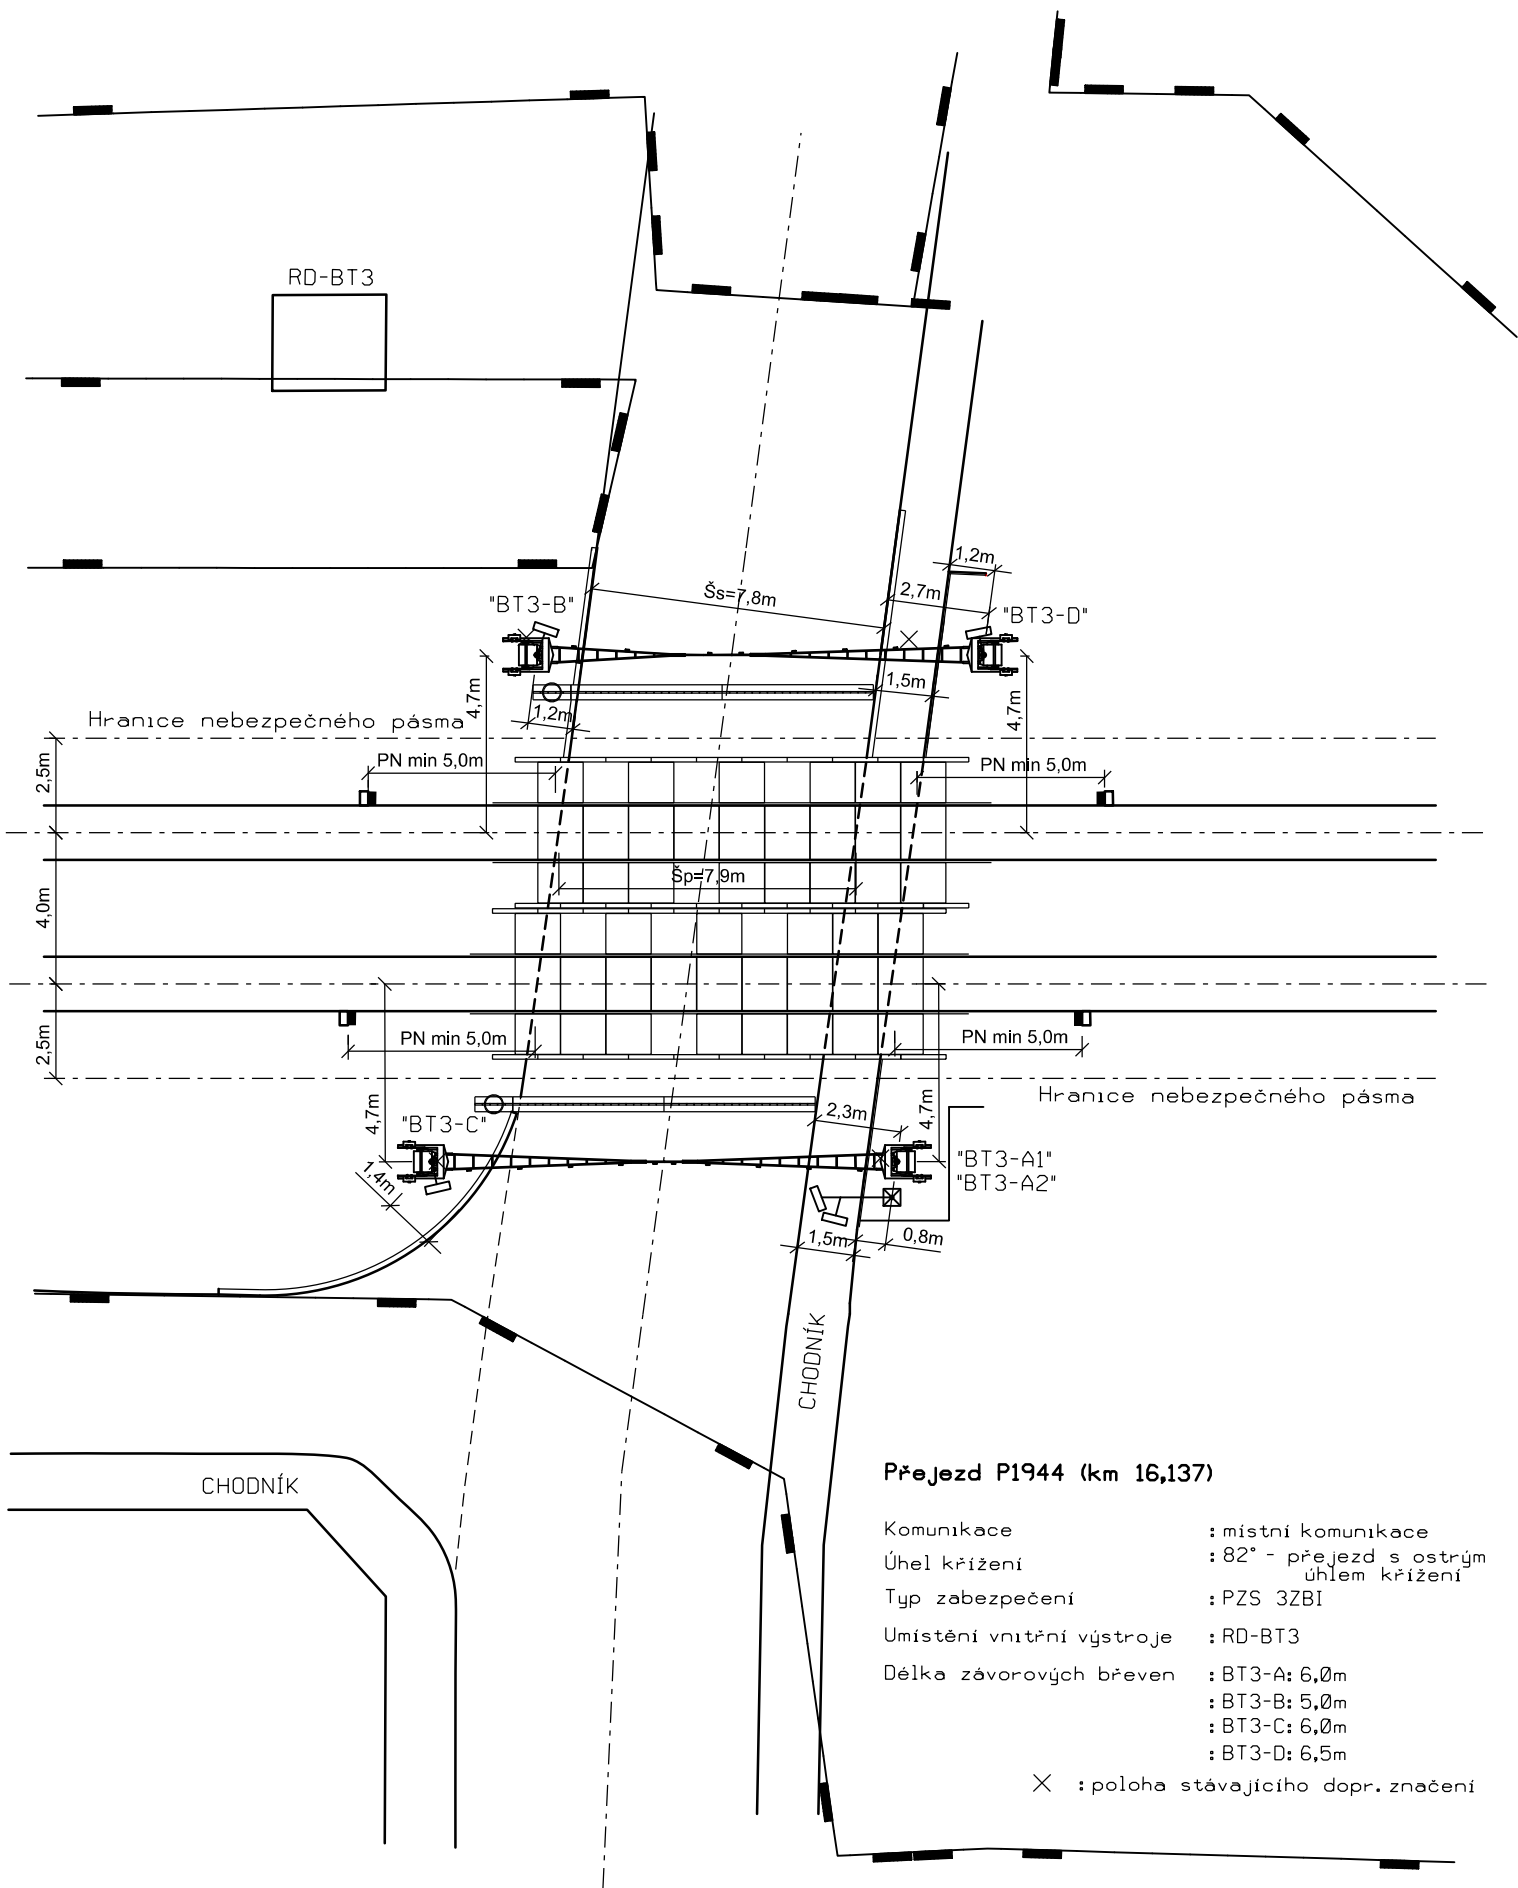 RD-BT3
1,2m
"BT3-B"
Šs=7,8m
2,7m
"BT3-D"
4,7m
1,5m
4,7m
1,2m
Hranice nebezpečného pásma
2,5m
PN min 5,0m
PN min 5,0m
4,0m
Šp=7,9m
2,5m
PN min 5,0m
PN min 5,0m
Hranice nebezpečného pásma
4,7m
"BT3-C"
2,3m
4,7m
1,4m
"BT3-A1"
"BT3-A2"
1,5m
0,8m
CHODNÍK
CHODNÍK
Přejezd P1944 (km 16,137)
Komunikace : místní komunikace
Úhel křížení : 82° - přejezd s ostrým
úhlem křížení
Typ zabezpečení : PZS 3ZBI
Umístění vnitřní výstroje : RD-BT3
Délka závorových břeven : BT3-A: 6,0m
: BT3-B: 5,0m
: BT3-C: 6,0m
: BT3-D: 6,5m
: poloha stávajícího dopr. značení